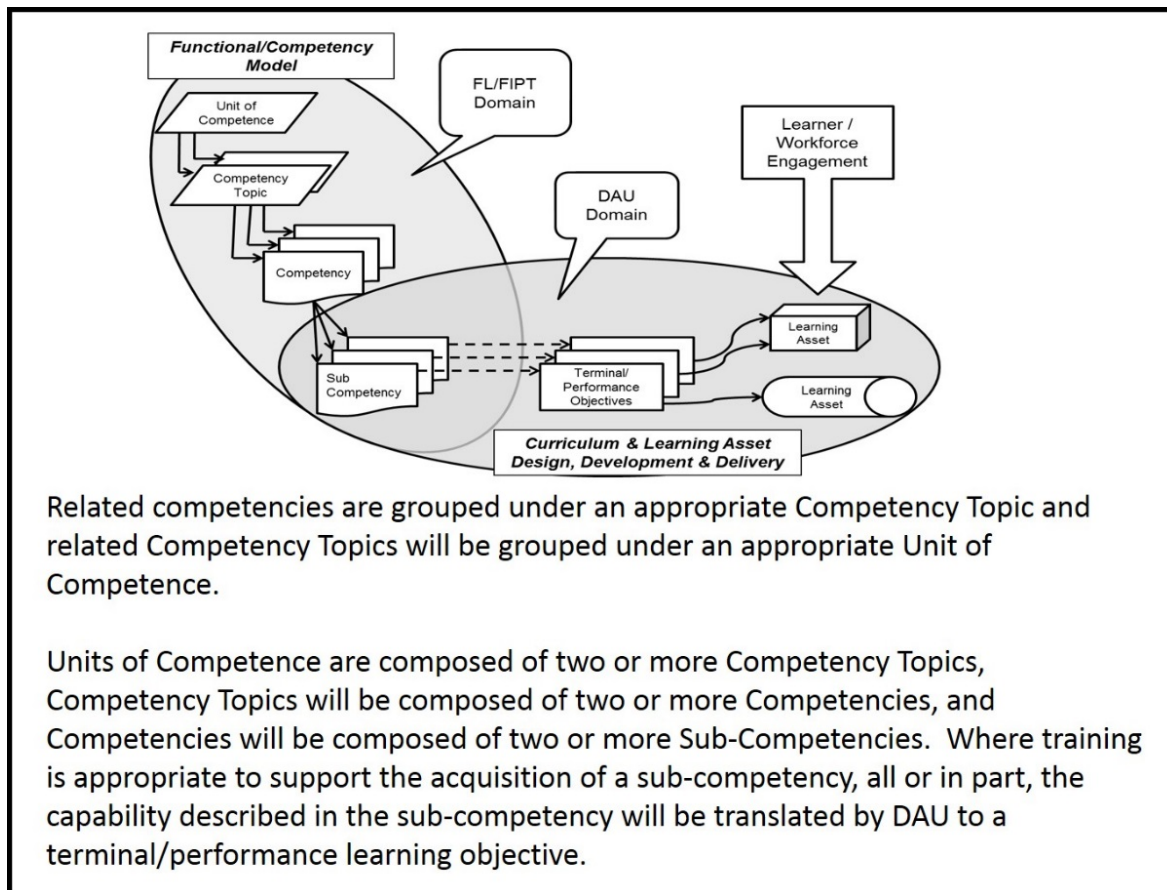 Functional/Competency
Model
FL/FIPT
Domain
Unit of
Competence
Learner /
Workforce
Engagement
Competency
Topic
DAU
Domain
Competency
Learning
Asset
Sub
Competency
Terminal/
Performance
Objectives
Learning
Asset
Curriculum & Learning Asset
Design, Development & Delivery
Related competencies are grouped under an appropriate Competency Topic and
related Competency Topics will be grouped under an appropriate Unit of
Competence.
Units of Competence are composed of two or more Competency Topics,
Competency Topics will be composed of two or more Competencies, and
Competencies will be composed of two or more Sub-Competencies.  Where training
is appropriate to support the acquisition of a sub-competency, all or in part, the
capability described in the sub-competency will be translated by DAU to a
terminal/performance learning objective.